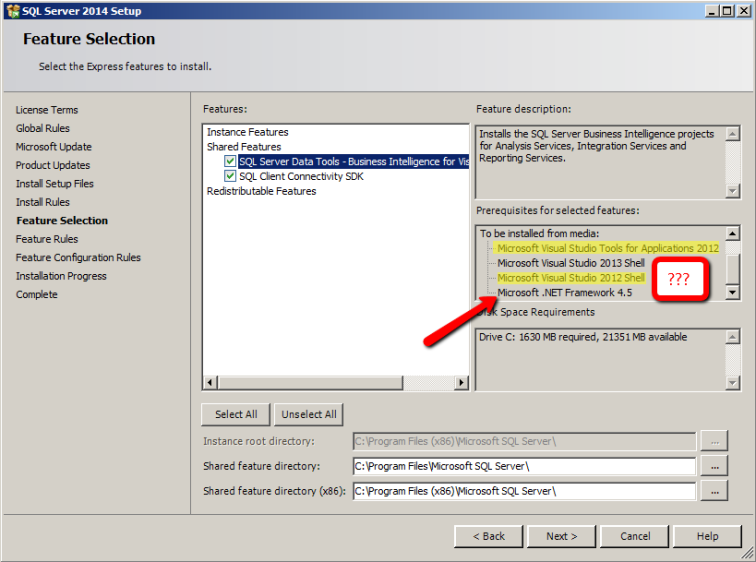 SQL Server 2014 Setup
Feature Selection
Select the Express features to install.
License Terms
Global Rules
Microsoft Update
Product Updates
Install Setup Files
Install Rules
Feature Selection
Feature Rules
Feature Configuration Rules
Installation Progress
Complete
Features:
Instance Features
Shared Features
SQL Server Data Tools - Business Intelligence for Vis
SQL Client Connectivity SDK
Redistributable Features
Feature description:
Installs the SQL Server Business Intelligence projects
for Analysis Services, Integration Services and
Reporting Services.
Prerequisites for selected features:
To be installed from media:
Microsoft Visual Studio Tools for Applications 2012
Microsoft Visual Studio 2013 Shell
Microsoft Visual Studio 2012 Shell
Microsoft .NET Framework 4.5
???
Disk Space Requirements
Drive C: 1630 MB required, 21351 MB available
Select All
Unselect All
Instance root directory:
C:\Program Files (x86)\Microsoft SQL Server\
...
Shared feature directory:
C:\Program Files\Microsoft SQL Server\
...
Shared feature directory (x86):
C:\Program Files (x86)\Microsoft SQL Server\
...
< Back
Next >
Cancel
Help